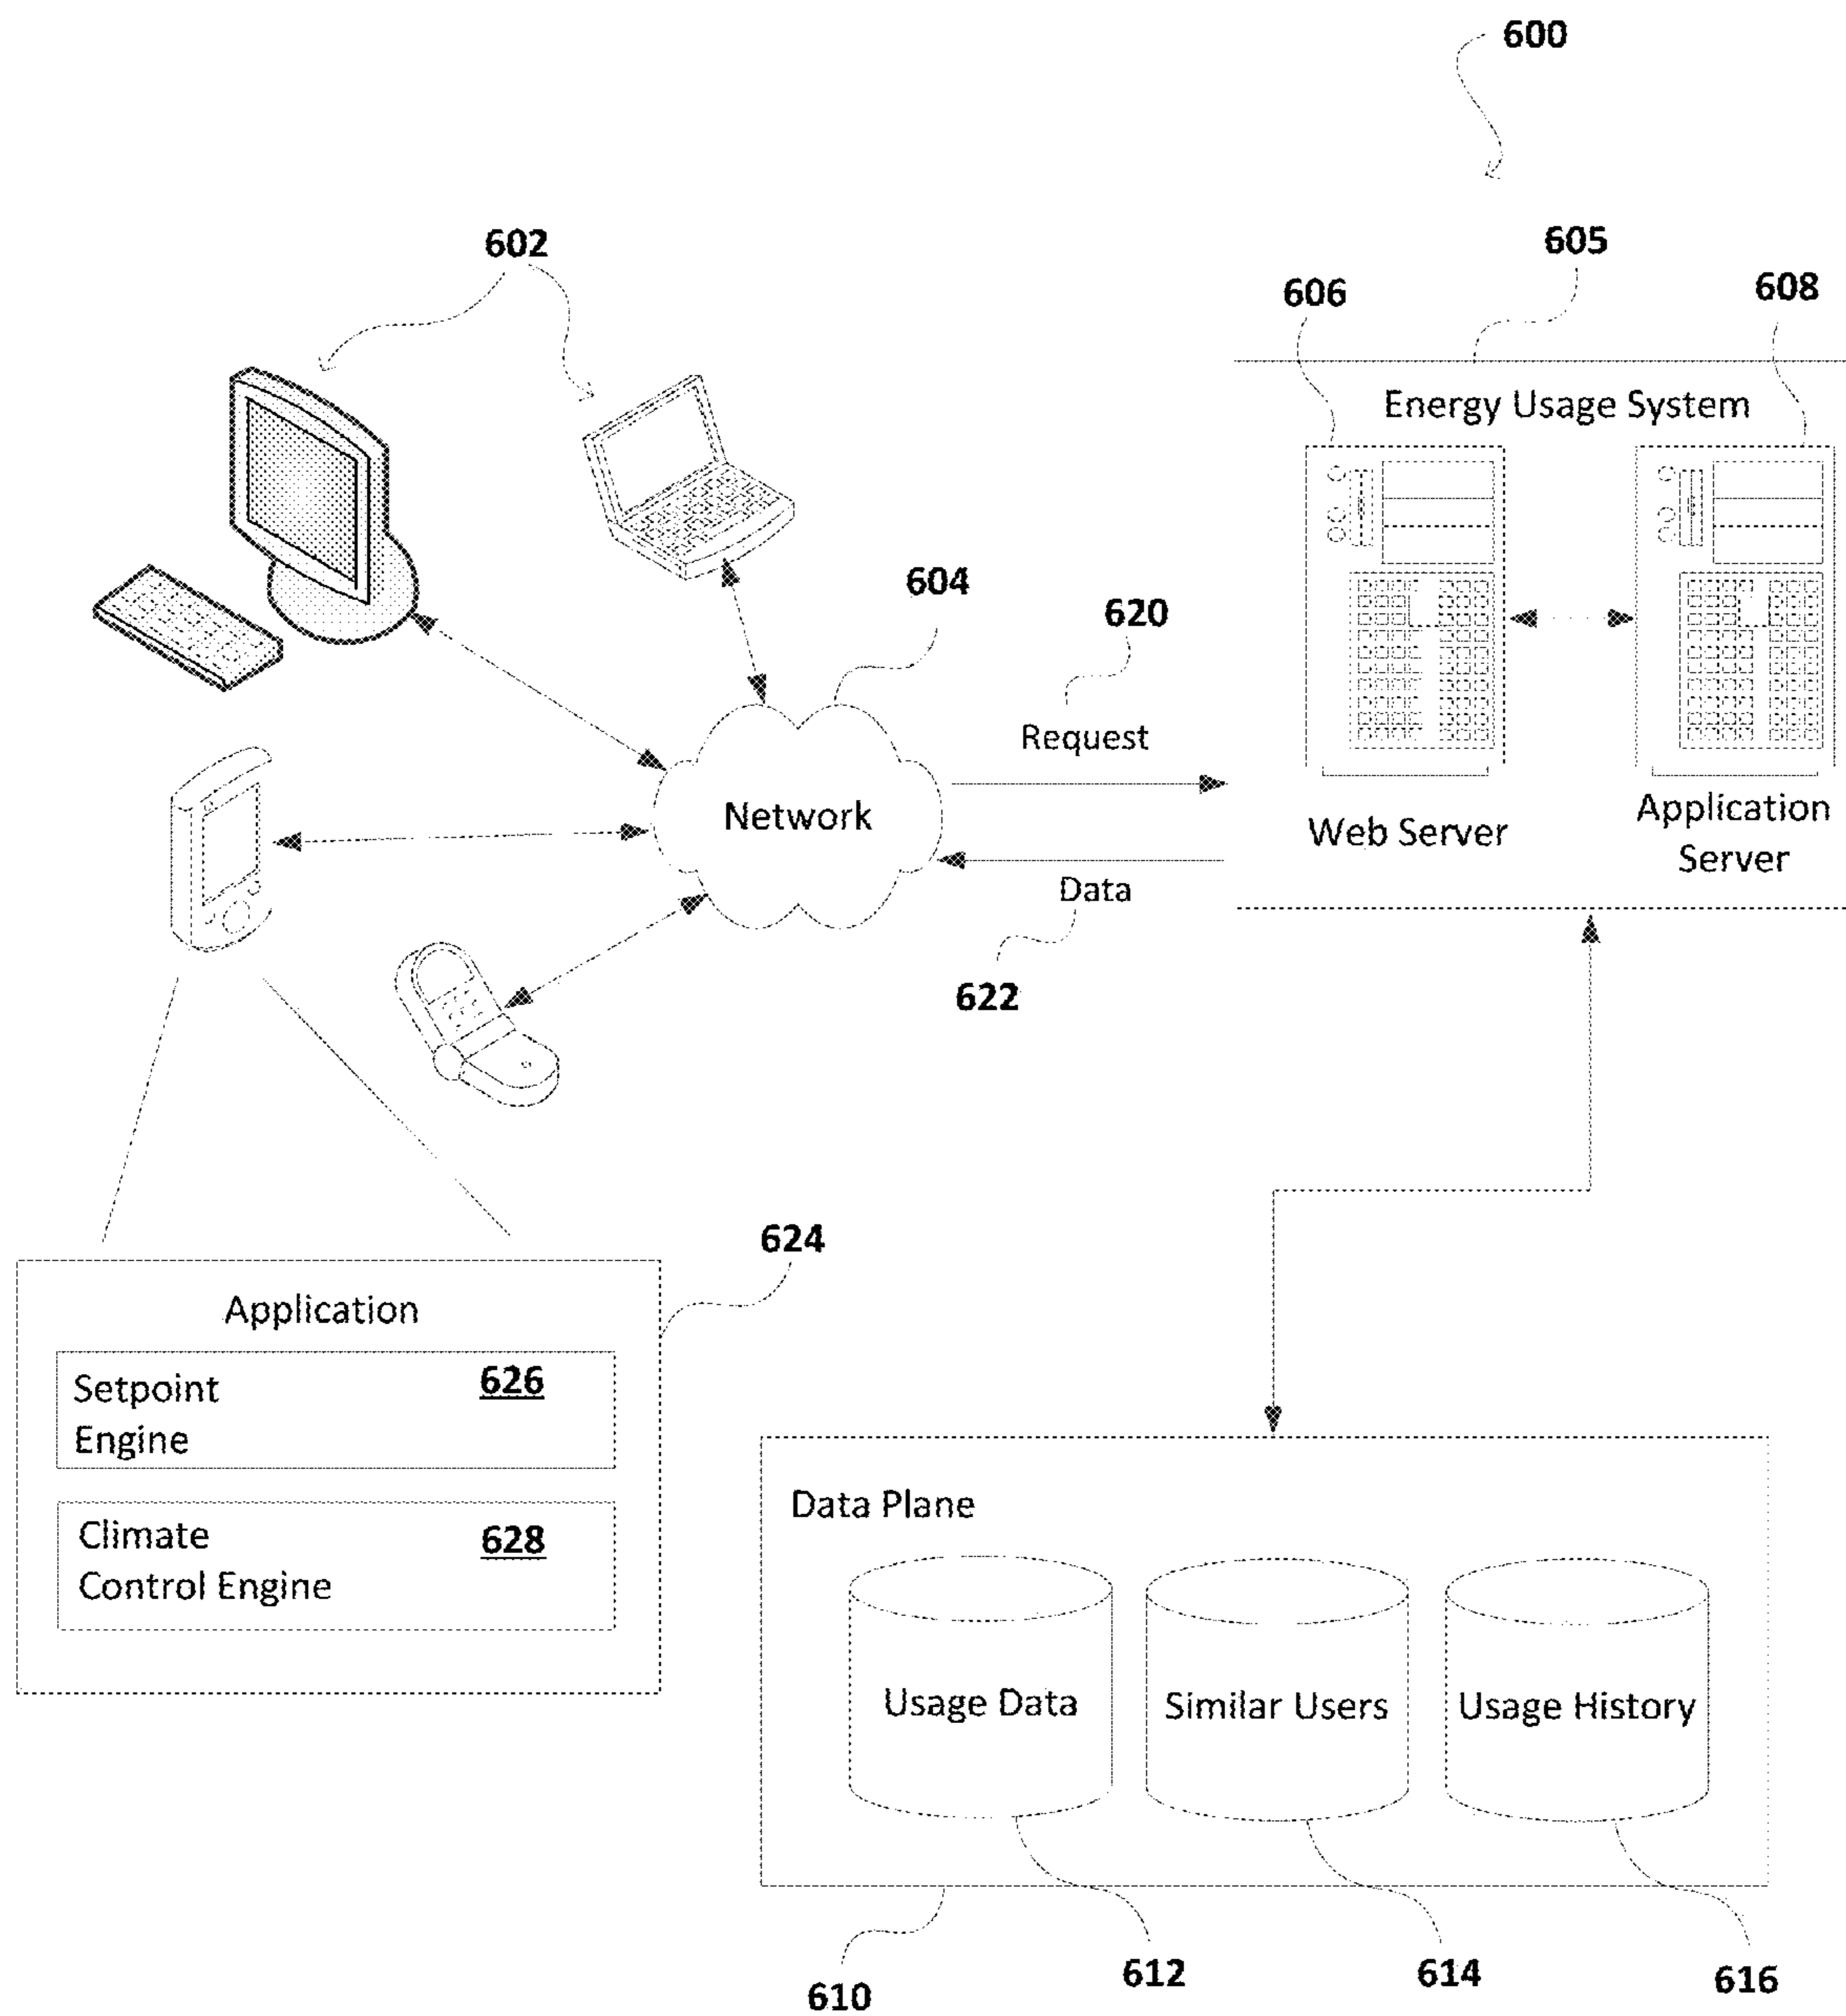 600
602
605
606
608
Energy Usage System
604
620
Request
Network
Web Server
Application
Server
Data
622
624
Application
Setpoint
626
Engine
Climate
628
Control Engine
Data Plane
Usage Data
Similar Users
Usage History
610
612
614
616